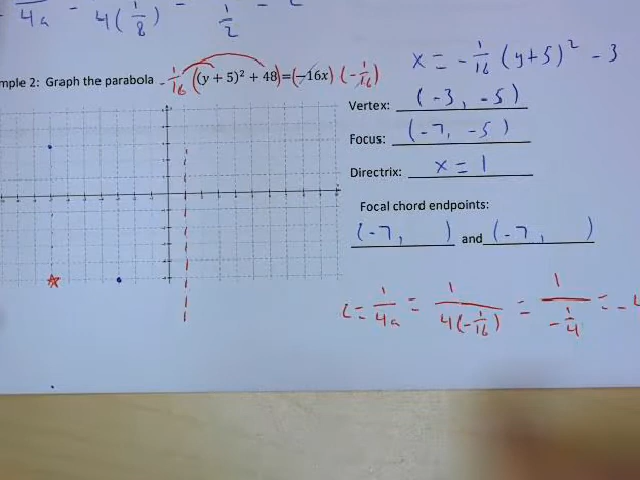 4a - 4(1/8) 1/2 -
mple 2: Graph the parabola -1/16 ((y + 5)² + 48) = (-16x) (-1/16)
x = -1/16 (y+5)² - 3
Vertex: (-3, -5)
Focus: (-7, -5)
Directrix: x = 1
Focal chord endpoints:
(-7, ) and (-7, )
c = 1/4a = 1/4(-1/16) = 1/-1/4 = -4